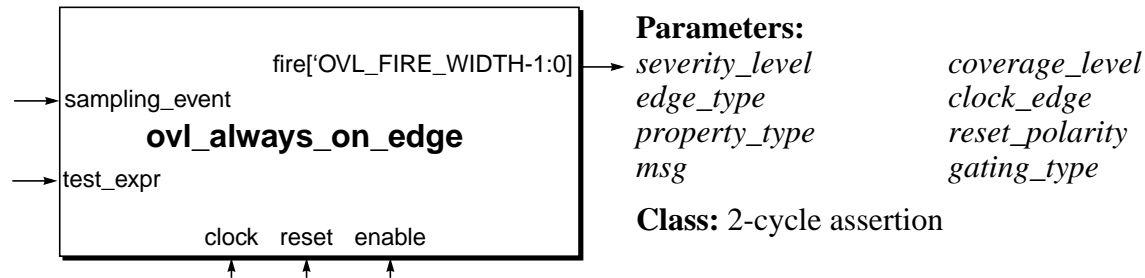 fire[‘OVL_FIRE_WIDTH-1:0]
sampling_event
ovl_always_on_edge
test_expr
clock reset enable
Parameters:
severity_level coverage_level
edge_type clock_edge
property_type reset_polarity
msg gating_type
Class: 2-cycle assertion